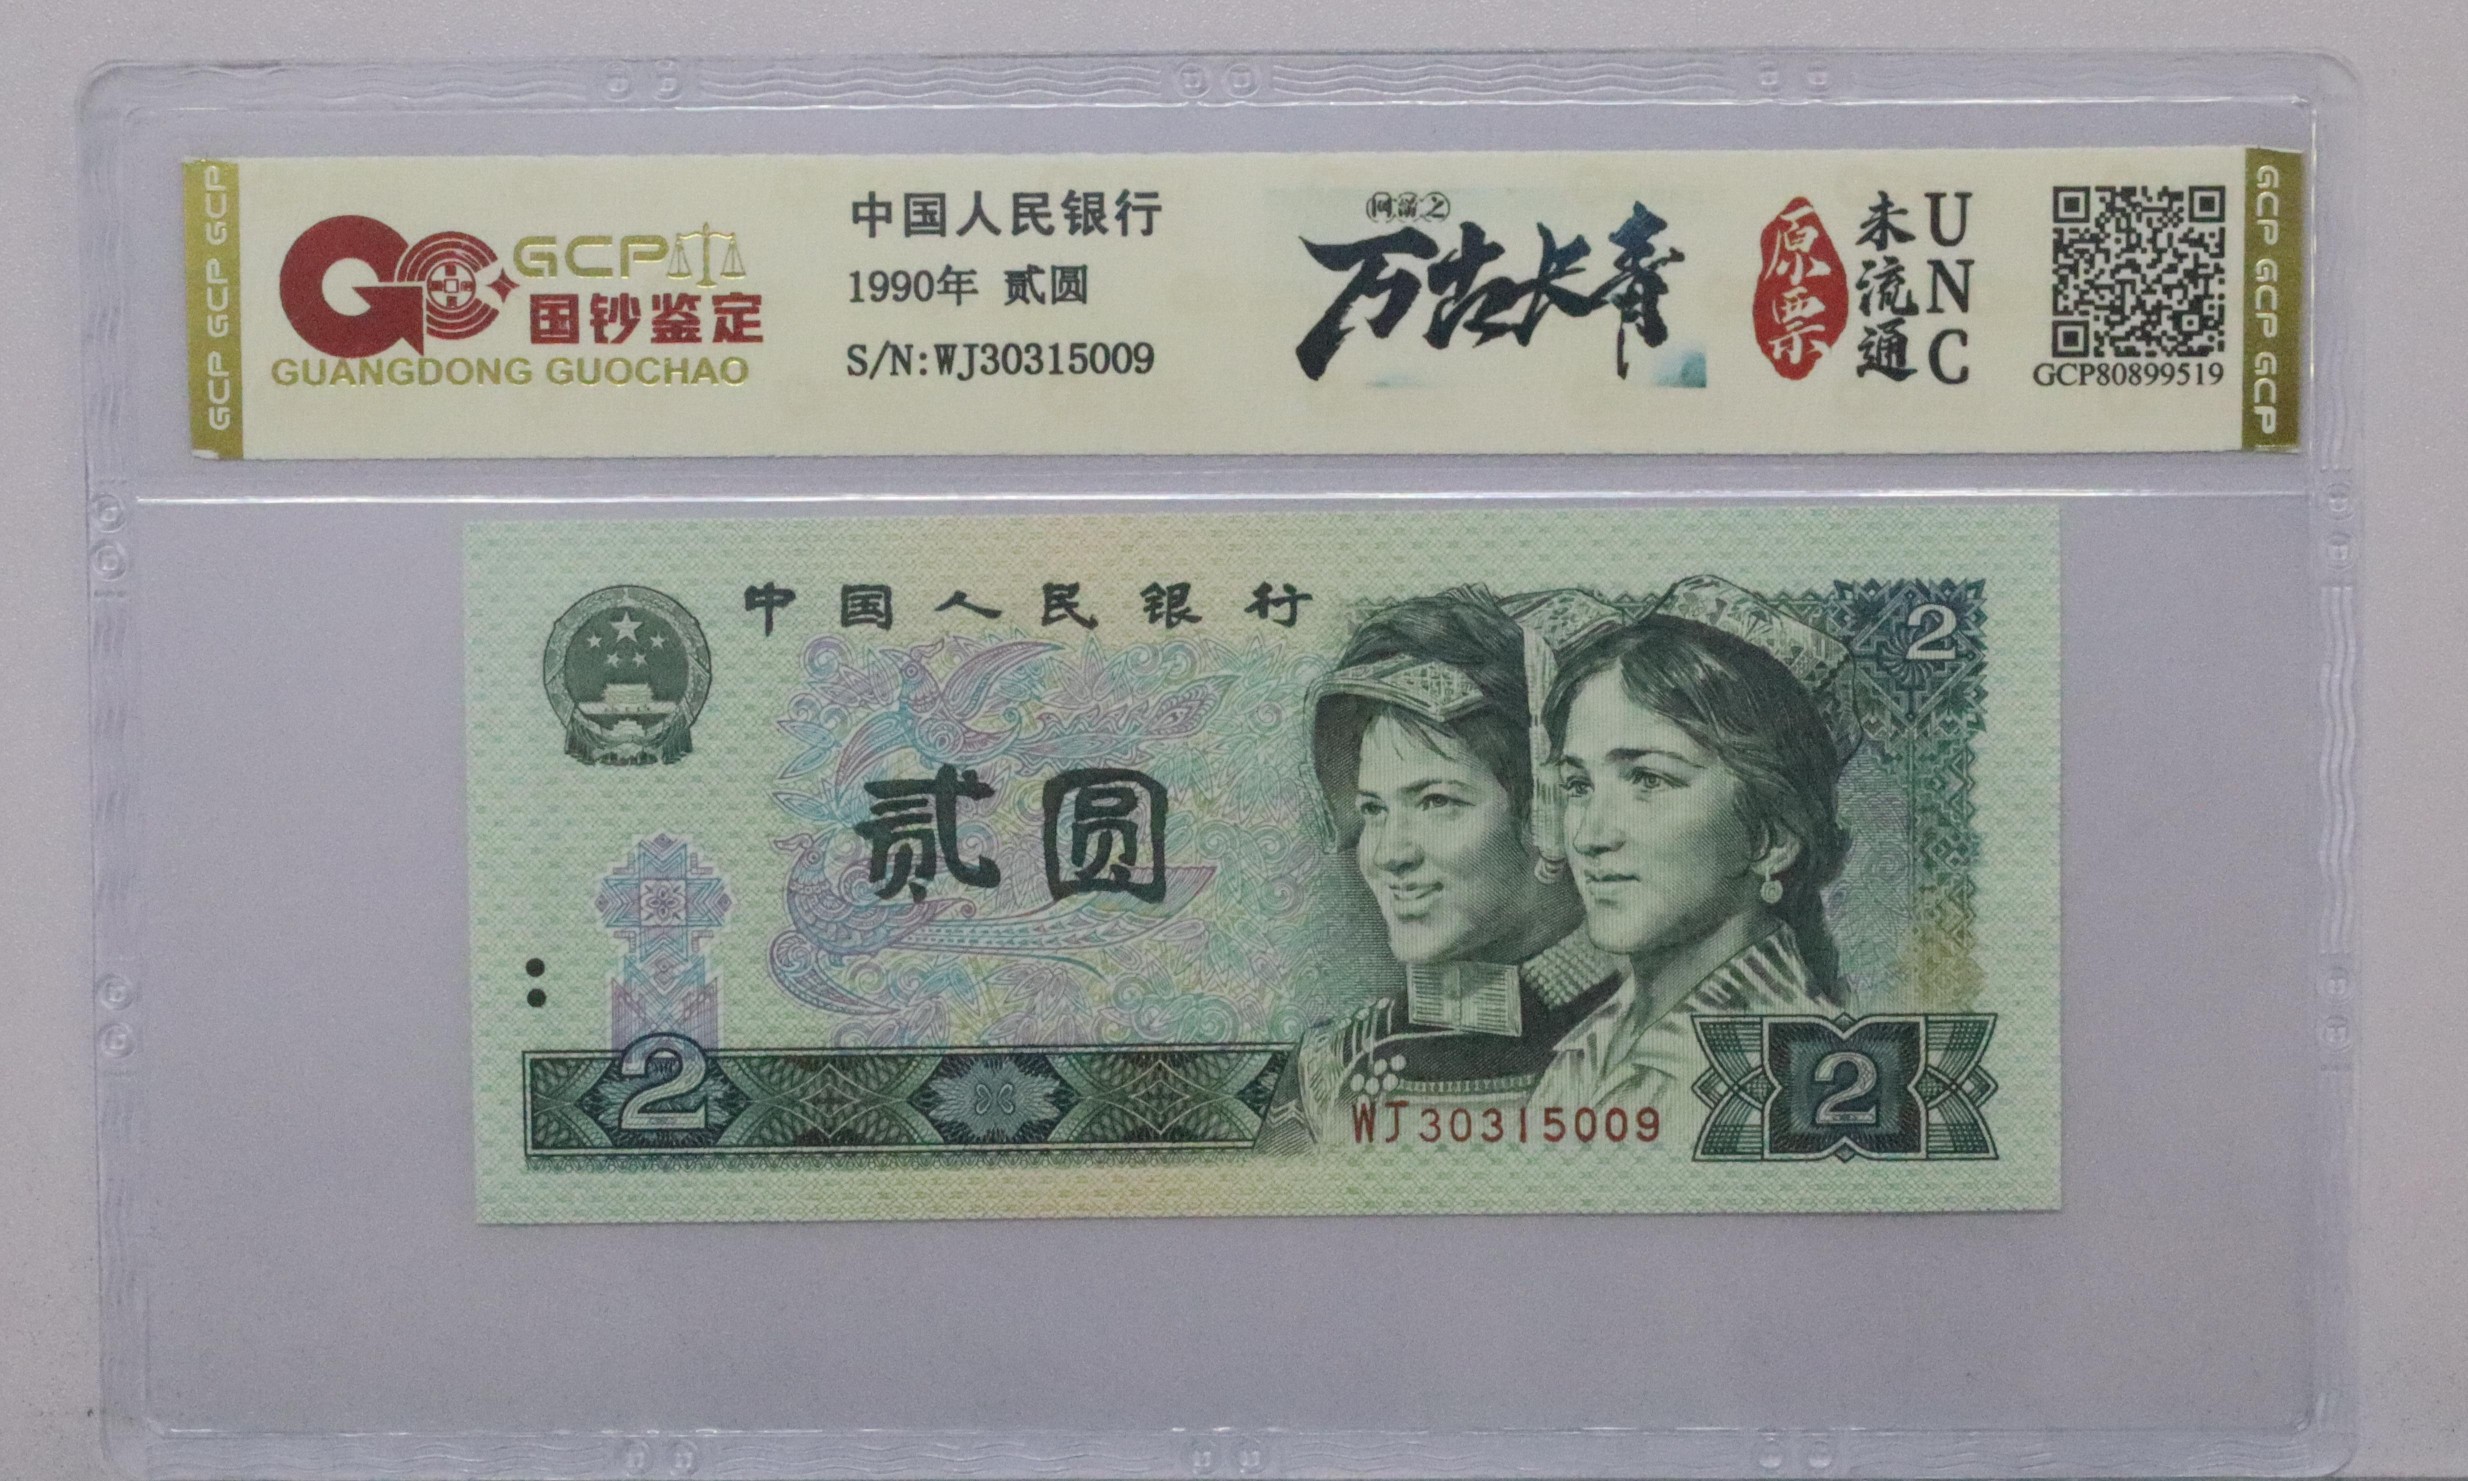 GCP GCP GCP
GCP
国钞鉴定
GUANGDONG GUOCHAO
中国人民银行
1990年 贰圆
S/N:WJ30315009
万古长青
原票
未流通
UNC
GCP80899519
GCP GCP GCP
中国人民银行
2
贰圆
2
WJ30315009
2